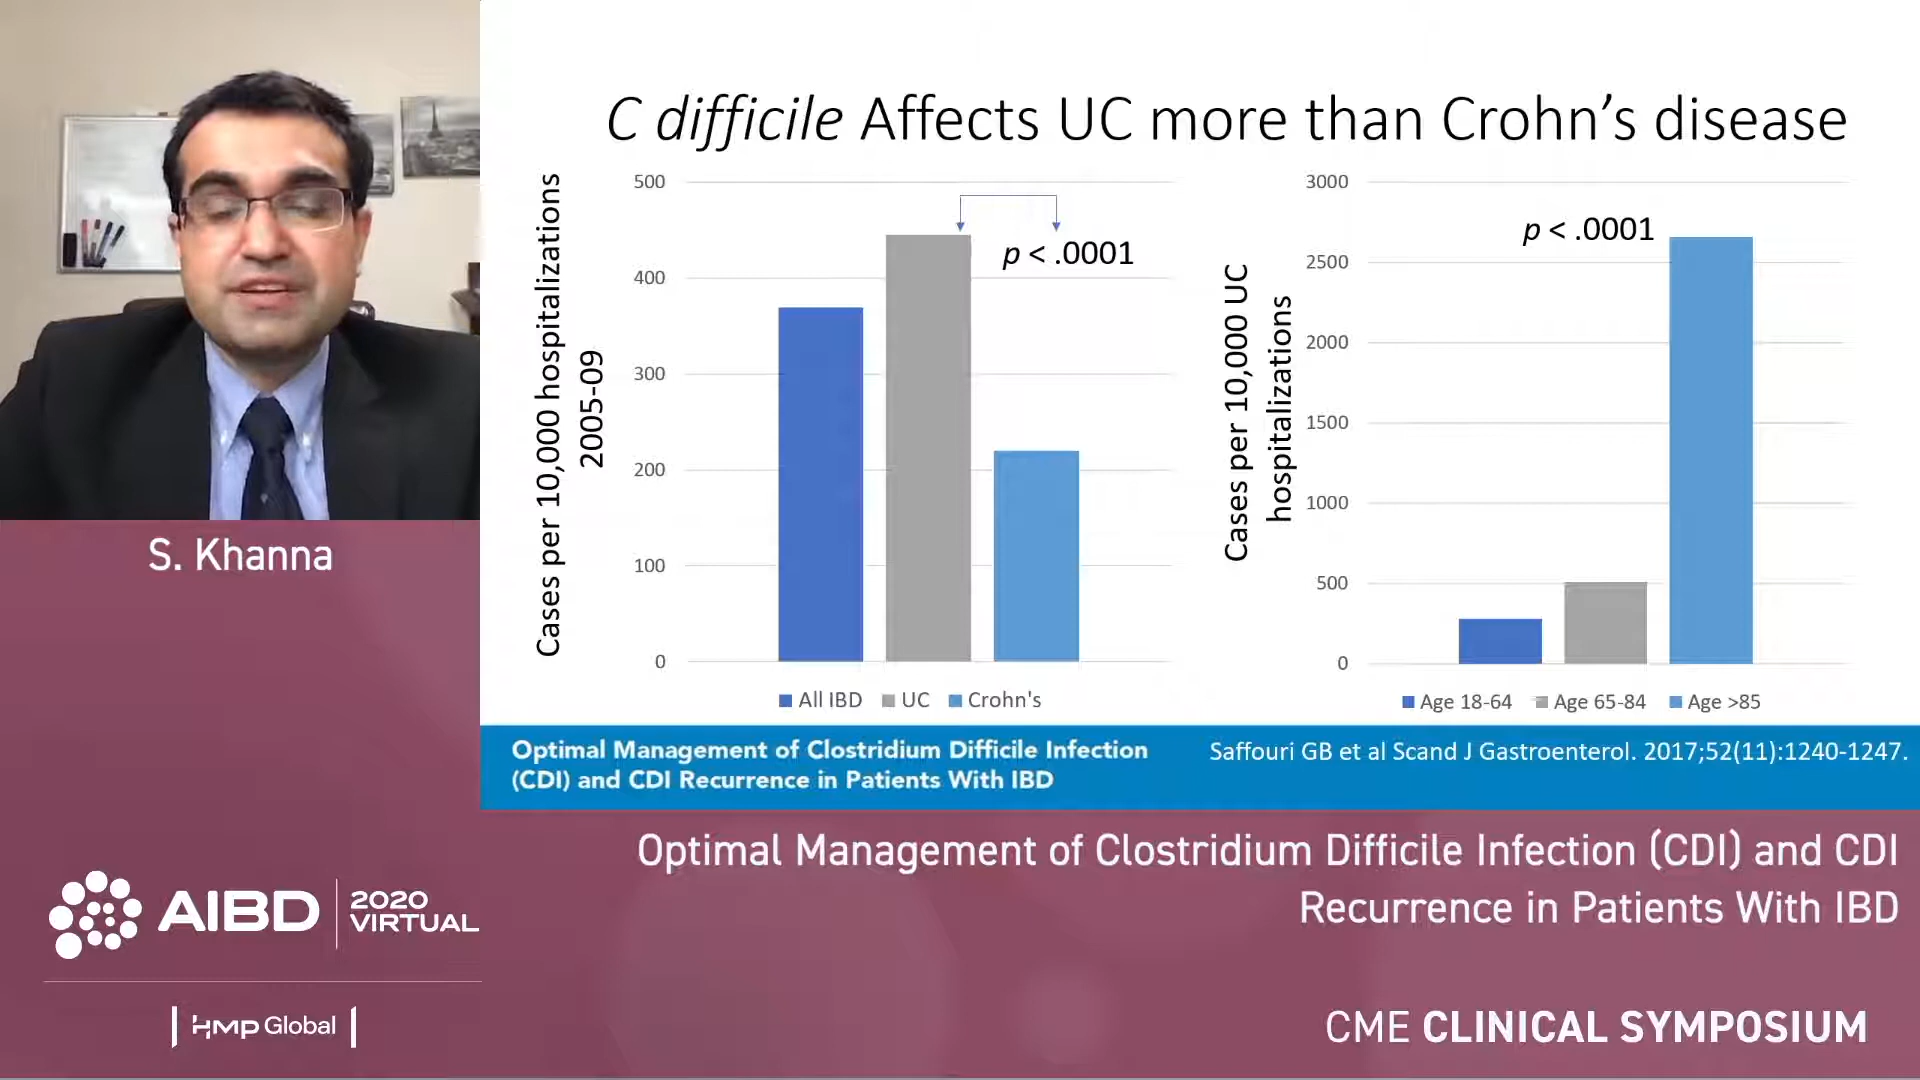 C difficile Affects UC more than Crohn's disease
Cases per 10,000 hospitalizations
2005-09
500
400
300
200
100
0
p < .0001
All IBD UC Crohn's
Cases per 10,000 UC
hospitalizations
3000
2500
2000
1500
1000
500
0
p < .0001
Age 18-64 Age 65-84 Age >85
Optimal Management of Clostridium Difficile Infection
(CDI) and CDI Recurrence in Patients With IBD
Saffouri GB et al Scand J Gastroenterol. 2017;52(11):1240-1247.
S. Khanna
Optimal Management of Clostridium Difficile Infection (CDI) and CDI
Recurrence in Patients With IBD
AIBD
2020
VIRTUAL
HMP Global
CME CLINICAL SYMPOSIUM